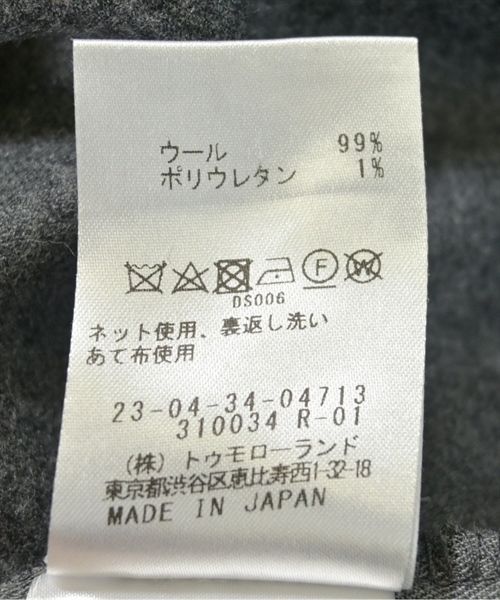 ウール 99%
ポリウレタン 1%
F W
DS006
ネット使用、裏返し洗い
あて布使用
23-04-34-04713
310034 R-01
(株) トゥモローランド
東京都渋谷区恵比寿西1-32-18
MADE IN JAPAN